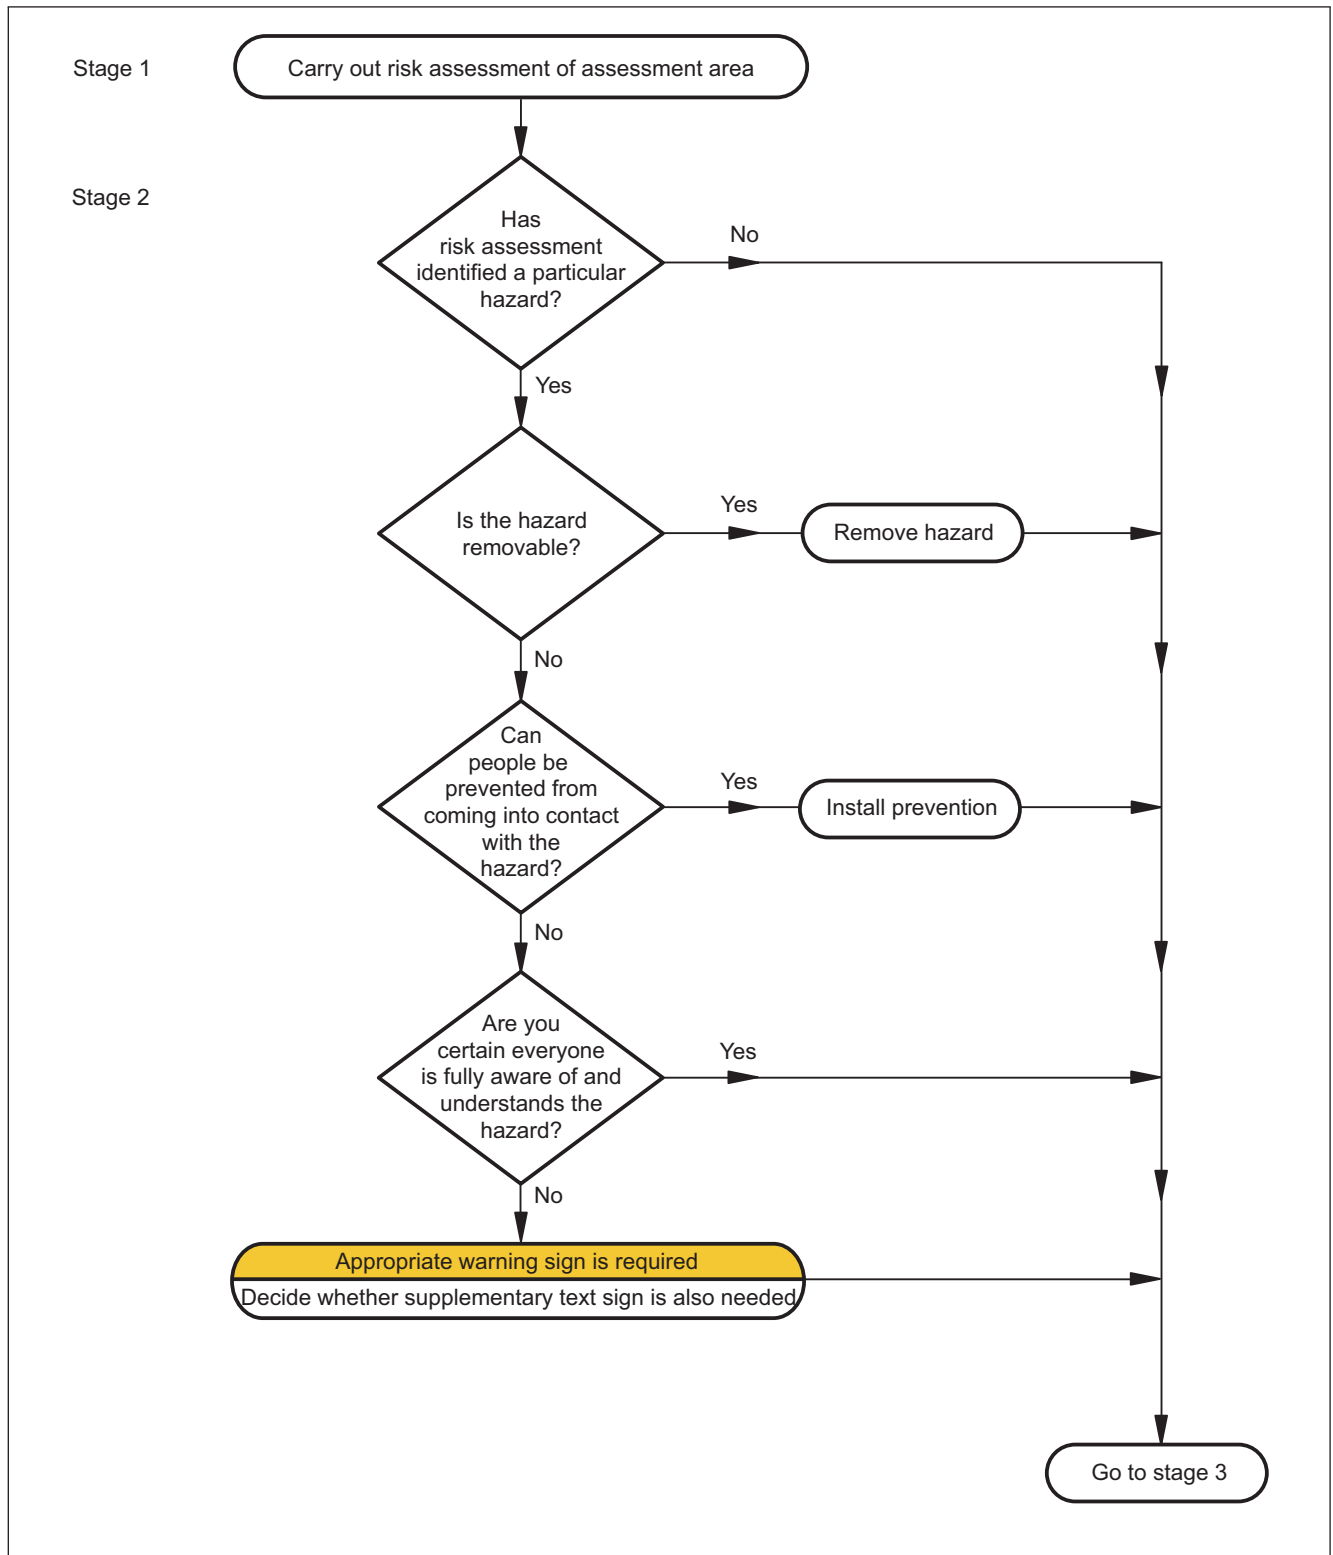 Stage 1
Carry out risk assessment of assessment area
Stage 2
Has
risk assessment
identified a particular
hazard?
No
Yes
Is the hazard
removable?
Yes
Remove hazard
No
Can
people be
prevented from
coming into contact
with the
hazard?
Yes
Install prevention
No
Are you
certain everyone
is fully aware of and
understands the
hazard?
Yes
No
Appropriate warning sign is required
Decide whether supplementary text sign is also needed
Go to stage 3